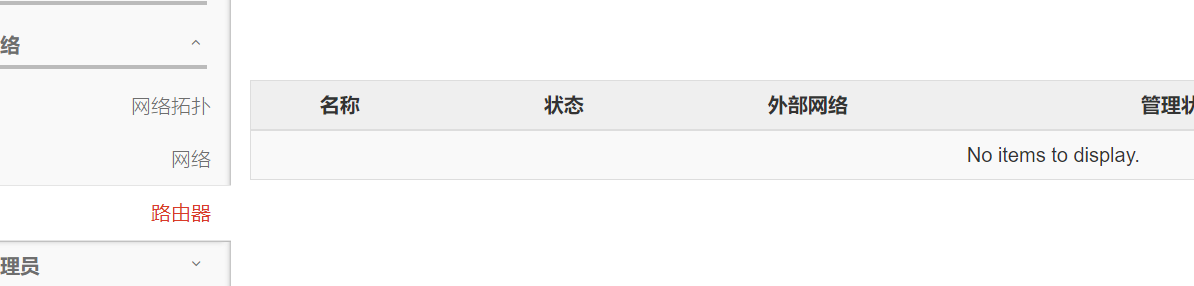 络
网络拓扑
网络
路由器
理员
名称 状态 外部网络 管理状
No items to display.